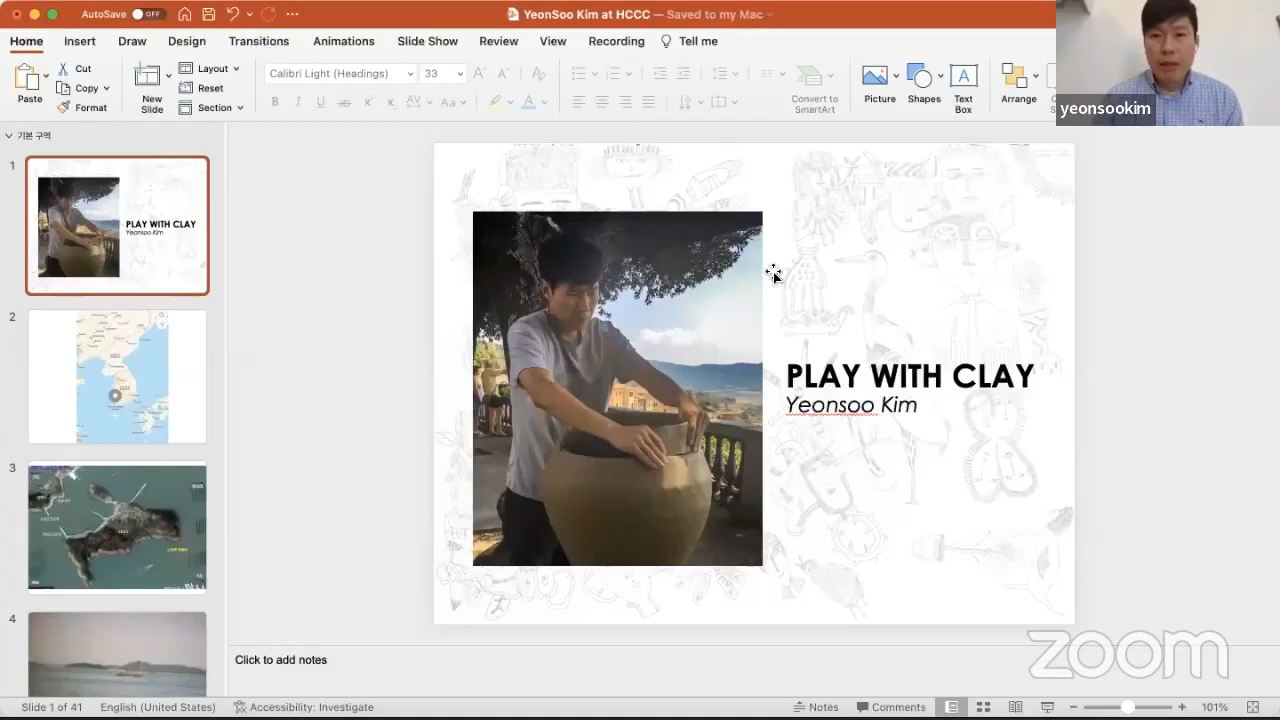 AutoSave OFF
YeonSoo Kim at HCCC — Saved to my Mac
Home Insert Draw Design Transitions Animations Slide Show Review View Recording Tell me
Paste
Cut
Copy
Format
New Slide
Layout
Reset
Section
Calibri Light (Headings) 33
Convert to SmartArt
Picture
Shapes
Text Box
Arrange
yeonsookim
기본 구역
1
PLAY WITH CLAY
Yeonsoo Kim
2
3
4
PLAY WITH CLAY
Yeonsoo Kim
Click to add notes
zoom
Slide 1 of 41 English (United States) Accessibility: Investigate Notes Comments 101%